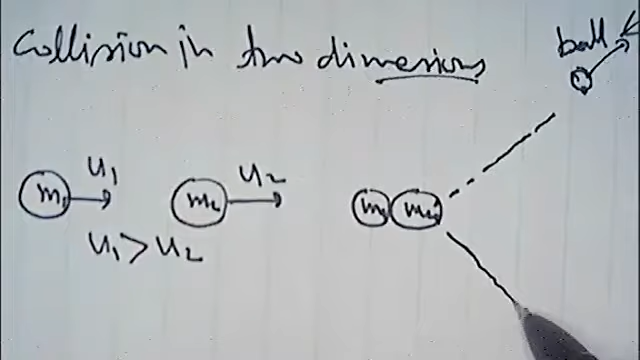 Collision in two dimensions
ball
m1 u1
m2 u2
m1 m2
u1 > u2